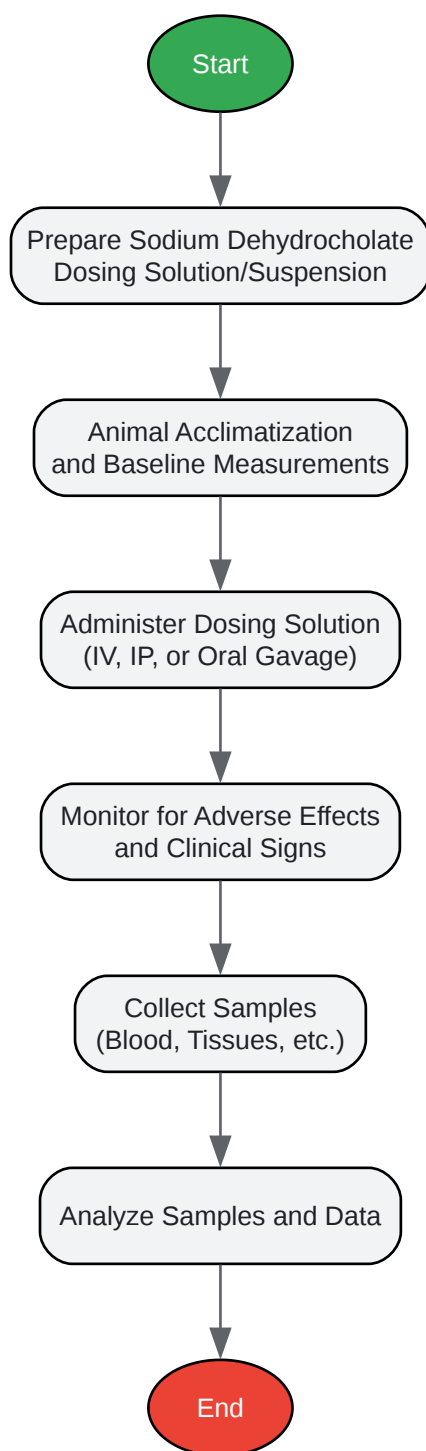 Start
Prepare Sodium Dehydrocholate
Dosing Solution/Suspension
Animal Acclimatization
and Baseline Measurements
Administer Dosing Solution
(IV, IP, or Oral Gavage)
Monitor for Adverse Effects
and Clinical Signs
Collect Samples
(Blood, Tissues, etc.)
Analyze Samples and Data
End